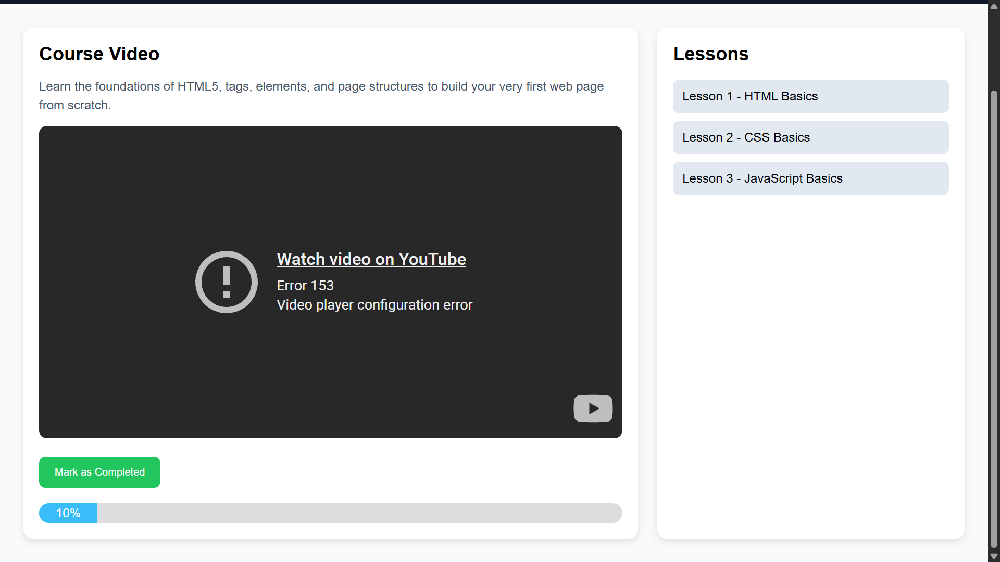 Course Video
Learn the foundations of HTML5, tags, elements, and page structures to build your very first web page
from scratch.
Watch video on YouTube
Error 153
Video player configuration error
Mark as Completed
10%
Lessons
Lesson 1 - HTML Basics
Lesson 2 - CSS Basics
Lesson 3 - JavaScript Basics